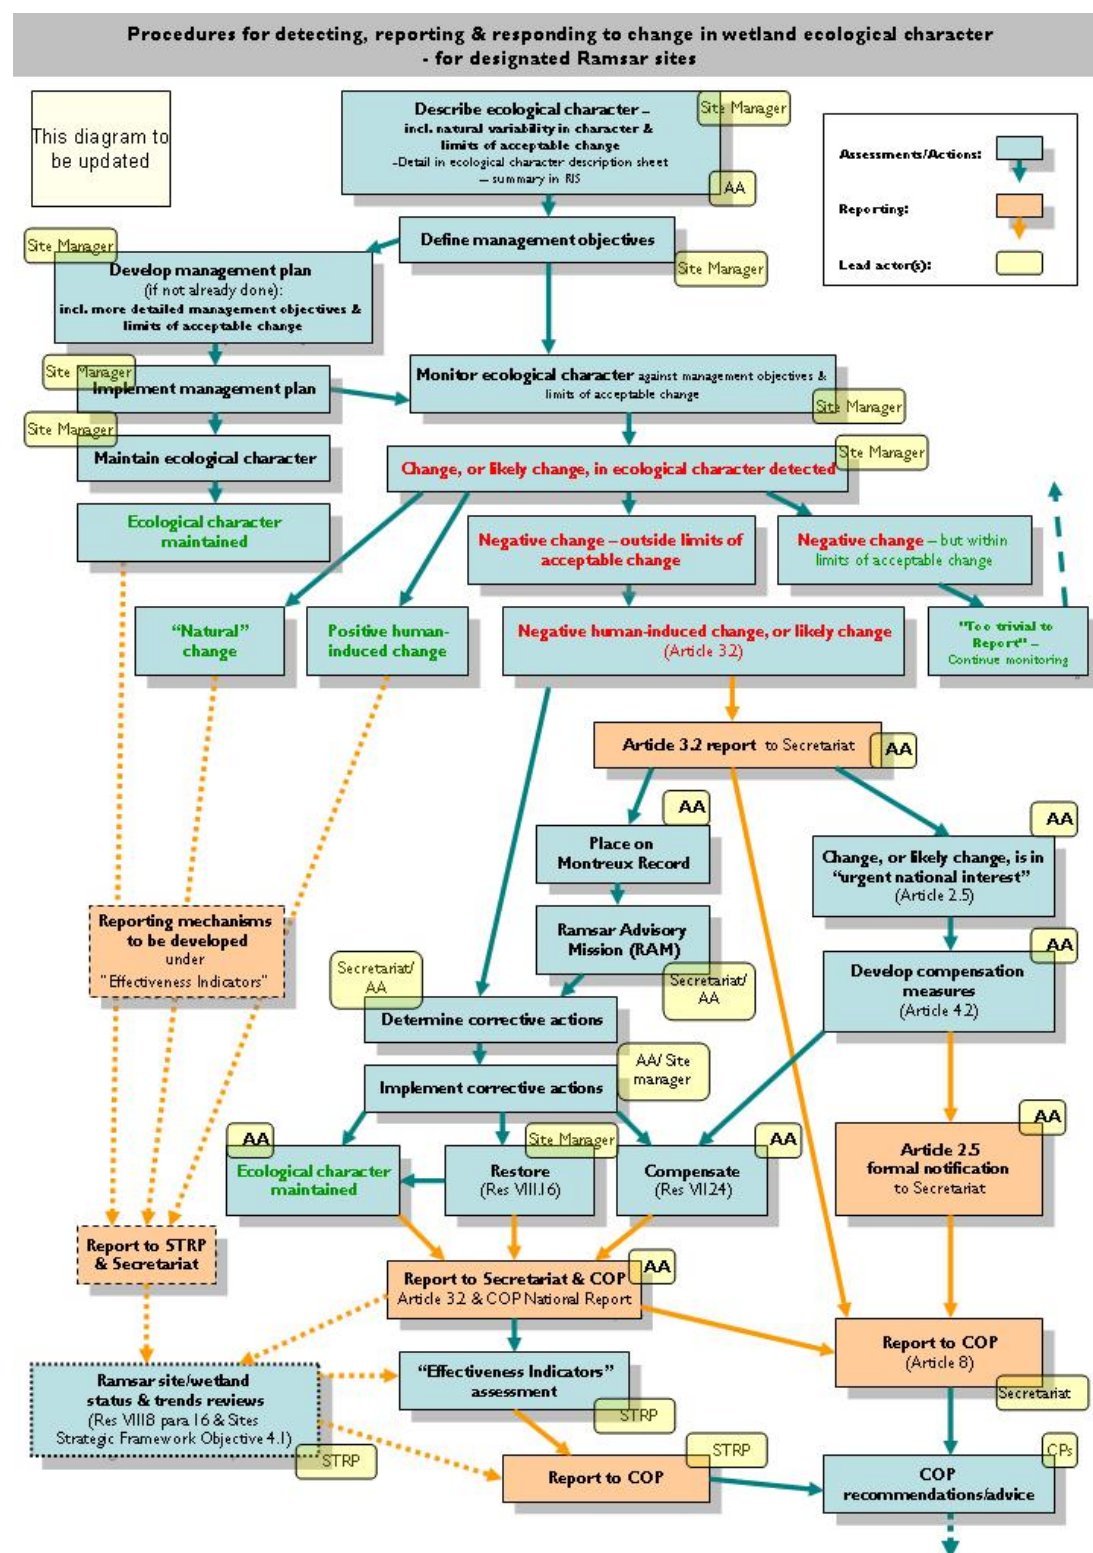 Procedures for detecting, reporting & responding to change in wetland ecological character
- for designated Ramsar sites
This diagram to
be updated
Describe ecological character –
incl. natural variability in character &
limits of acceptable change
-Detail in ecological character description sheet
– summary in RIS
Site Manager
AA
Assessments/Actions:
Reporting:
Lead actor(s):
Define management objectives
Site Manager
Site Manager
Develop management plan
(if not already done):
incl. more detailed management objectives &
limits of acceptable change
Site Manager
Implement management plan
Monitor ecological character against management objectives &
limits of acceptable change
Site Manager
Site Manager
Maintain ecological character
Change, or likely change, in ecological character detected
Site Manager
Ecological character
maintained
Negative change – outside limits of
acceptable change
Negative change – but within
limits of acceptable change
"Natural"
change
Positive human-
induced change
Negative human-induced change, or likely change
(Article 3.2)
"Too trivial to
Report" –
Continue monitoring
Article 3.2 report to Secretariat
AA
AA
Place on
Montreux Record
AA
Change, or likely change, is in
"urgent national interest"
(Article 2.5)
Reporting mechanisms
to be developed
under
"Effectiveness Indicators"
Ramsar Advisory
Mission (RAM)
Secretariat/
AA
AA
Develop compensation
measures
(Article 4.2)
Secretariat/
AA
Determine corrective actions
Implement corrective actions
AA/ Site
manager
AA
Ecological character
maintained
Site Manager
Restore
(Res VIII.16)
AA
Compensate
(Res VII.24)
AA
Article 2.5
formal notification
to Secretariat
Report to STRP
& Secretariat
Report to Secretariat & COP
Article 3.2 & COP National Report
AA
Report to COP
(Article 8)
Secretariat
Ramsar site/wetland
status & trends reviews
(Res VIII8 para 16 & Sites
Strategic Framework Objective 4.1)
STRP
"Effectiveness Indicators"
assessment
STRP
Report to COP
STRP
CPs
COP
recommendations/advice